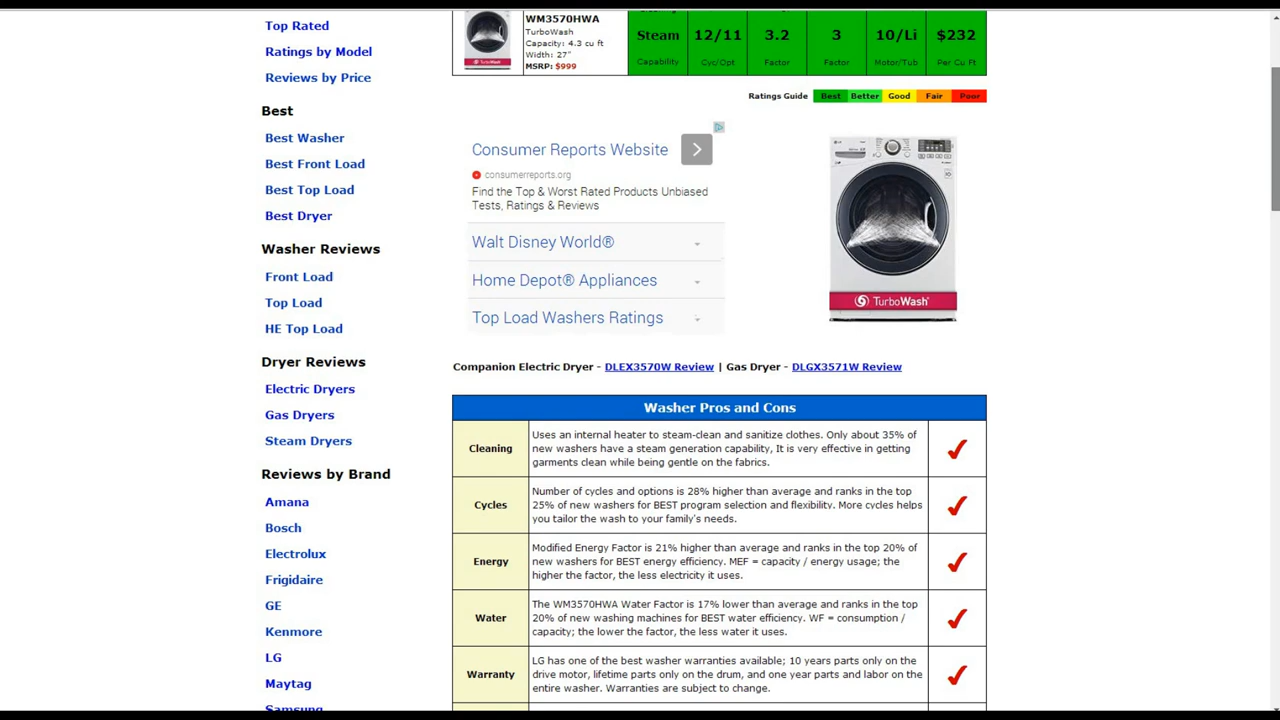 Top Rated
Ratings by Model
Reviews by Price
Best
Best Washer
Best Front Load
Best Top Load
Best Dryer
Washer Reviews
Front Load
Top Load
HE Top Load
Dryer Reviews
Electric Dryers
Gas Dryers
Steam Dryers
Reviews by Brand
Amana
Bosch
Electrolux
Frigidaire
GE
Kenmore
LG
Maytag
Samsung
WM3570HWA
TurboWash
Capacity: 4.3 cu ft
Width: 27"
MSRP: $999
Steam 12/11 3.2 3 10/Li $232
Capability Cyc/Opt Factor Factor Motor/Tub Per Cu Ft
Ratings Guide Best Better Good Fair Poor
Consumer Reports Website
consumerreports.org
Find the Top & Worst Rated Products Unbiased
Tests, Ratings & Reviews
Walt Disney World®
Home Depot® Appliances
Top Load Washers Ratings
TurboWash
Companion Electric Dryer - DLEX3570W Review | Gas Dryer - DLGX3571W Review
Washer Pros and Cons
Cleaning
Uses an internal heater to steam-clean and sanitize clothes. Only about 35% of
new washers have a steam generation capability, It is very effective in getting
garments clean while being gentle on the fabrics.
Cycles
Number of cycles and options is 28% higher than average and ranks in the top
25% of new washers for BEST program selection and flexibility. More cycles helps
you tailor the wash to your family's needs.
Energy
Modified Energy Factor is 21% higher than average and ranks in the top 20% of
new washers for BEST energy efficiency. MEF = capacity / energy usage; the
higher the factor, the less electricity it uses.
Water
The WM3570HWA Water Factor is 17% lower than average and ranks in the top
20% of new washing machines for BEST water efficiency. WF = consumption /
capacity; the lower the factor, the less water it uses.
Warranty
LG has one of the best washer warranties available; 10 years parts only on the
drive motor, lifetime parts only on the drum, and one year parts and labor on the
entire washer. Warranties are subject to change.